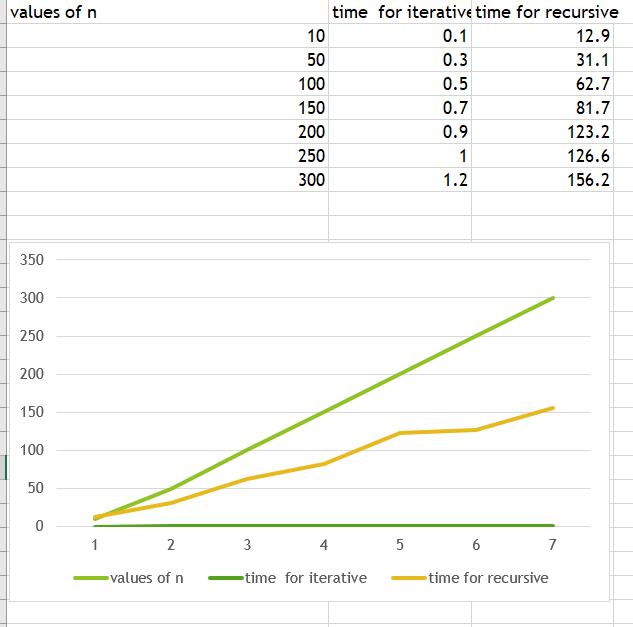 values of n time  for iterative time for recursive
10 0.1 12.9
50 0.3 31.1
100 0.5 62.7
150 0.7 81.7
200 0.9 123.2
250 1 126.6
300 1.2 156.2
350
300
250
200
150
100
50
0
1 2 3 4 5 6 7
values of n time  for iterative time for recursive